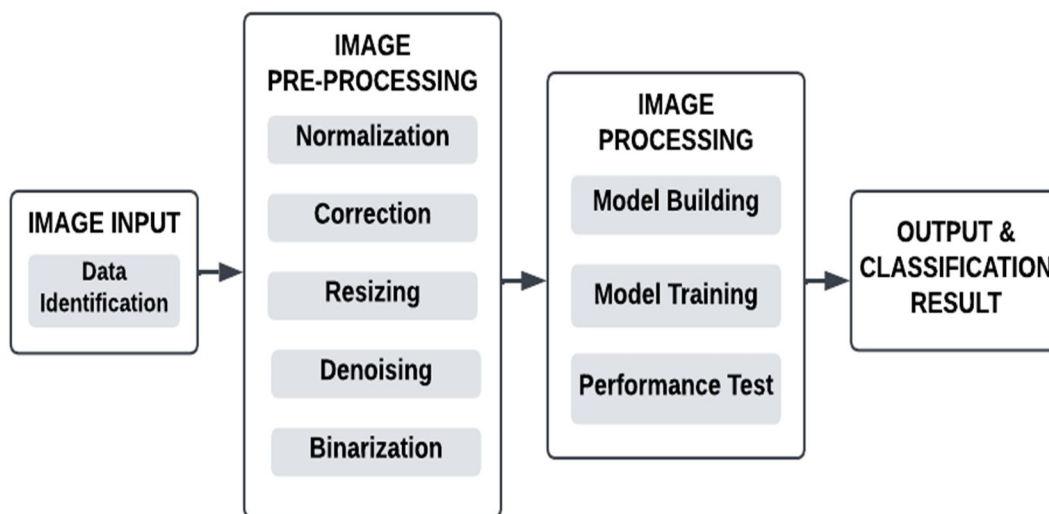 IMAGE INPUT
Data
Identification
IMAGE
PRE-PROCESSING
Normalization
Correction
Resizing
Denoising
Binarization
IMAGE
PROCESSING
Model Building
Model Training
Performance Test
OUTPUT &
CLASSIFICATION
RESULT